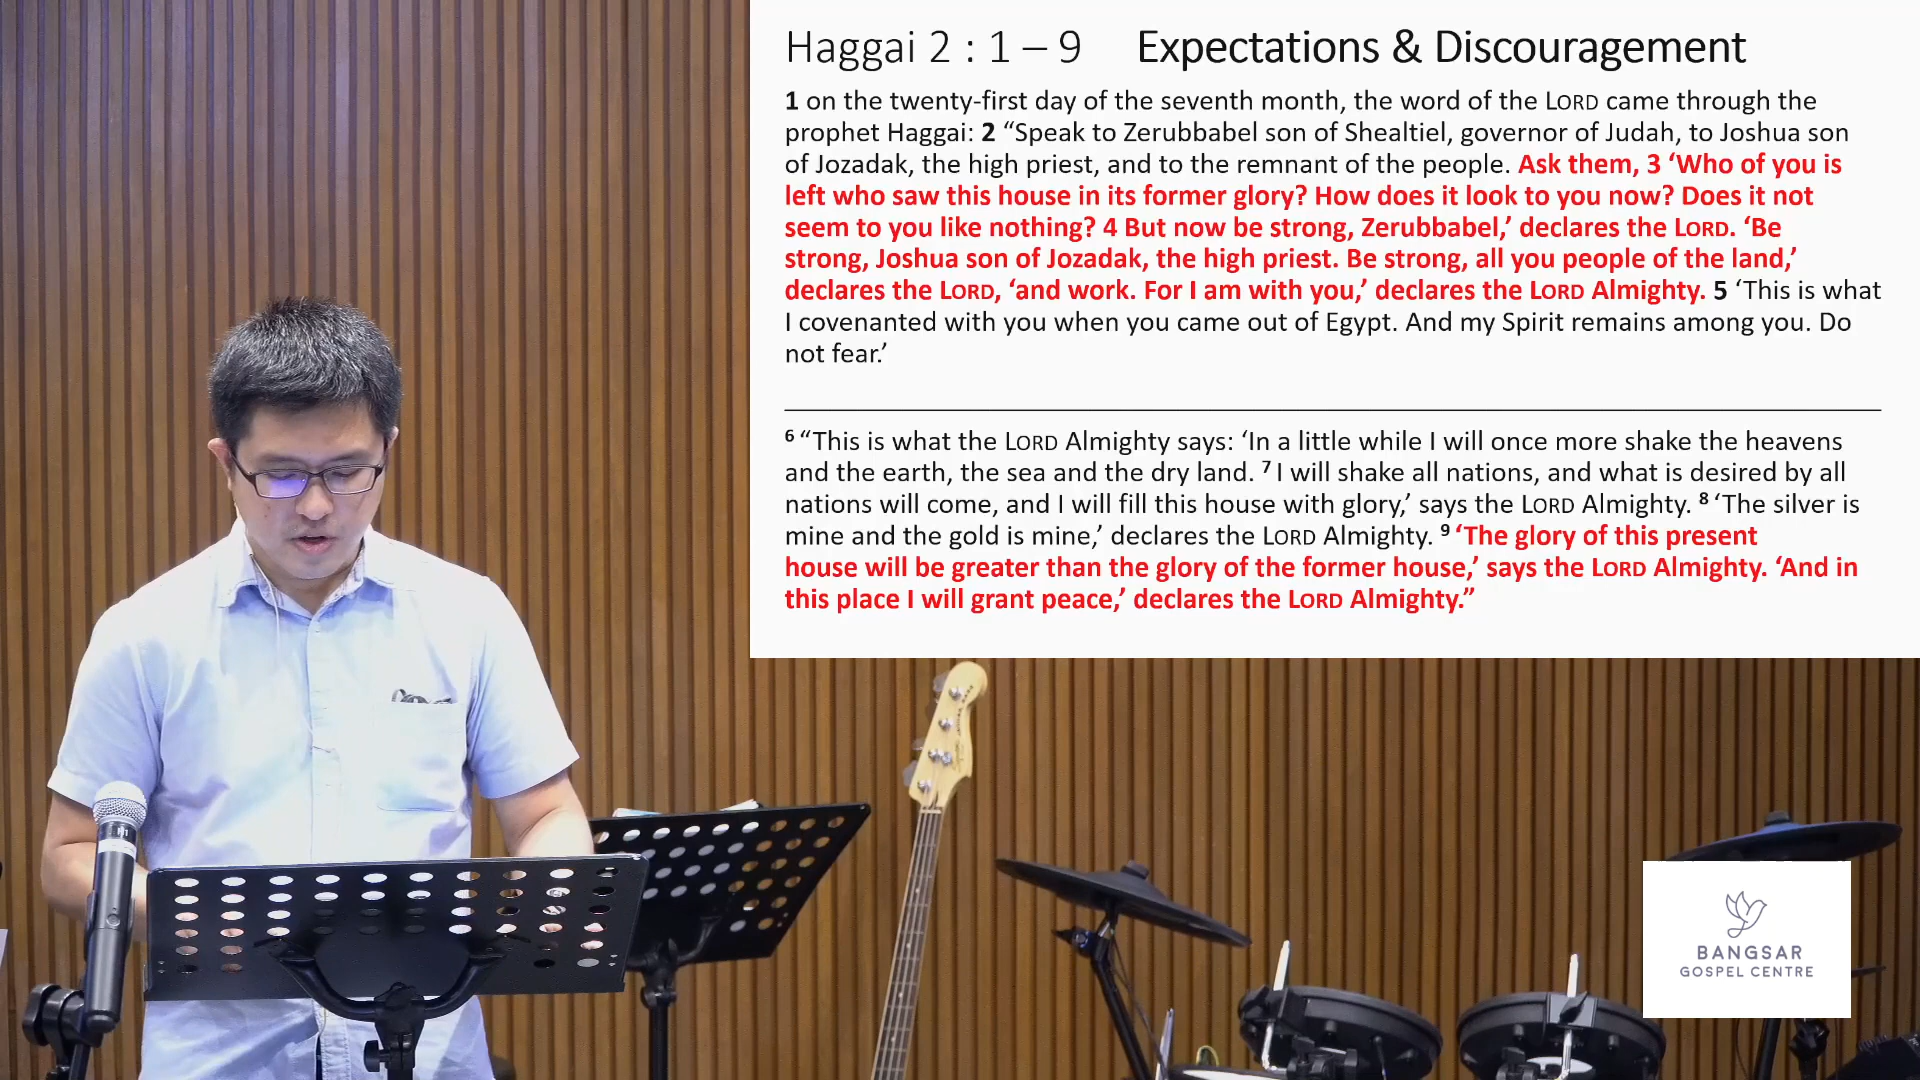 Haggai 2 : 1 – 9 Expectations & Discouragement
1 on the twenty-first day of the seventh month, the word of the LORD came through the
prophet Haggai: 2 “Speak to Zerubbabel son of Shealtiel, governor of Judah, to Joshua son
of Jozadak, the high priest, and to the remnant of the people. Ask them, 3 ‘Who of you is
left who saw this house in its former glory? How does it look to you now? Does it not
seem to you like nothing? 4 But now be strong, Zerubbabel,’ declares the LORD. ‘Be
strong, Joshua son of Jozadak, the high priest. Be strong, all you people of the land,’
declares the LORD, ‘and work. For I am with you,’ declares the LORD Almighty. 5 ‘This is what
I covenanted with you when you came out of Egypt. And my Spirit remains among you. Do
not fear.’
6 “This is what the LORD Almighty says: ‘In a little while I will once more shake the heavens
and the earth, the sea and the dry land. 7 I will shake all nations, and what is desired by all
nations will come, and I will fill this house with glory,’ says the LORD Almighty. 8 ‘The silver is
mine and the gold is mine,’ declares the LORD Almighty. 9 ‘The glory of this present
house will be greater than the glory of the former house,’ says the LORD Almighty. ‘And in
this place I will grant peace,’ declares the LORD Almighty.”
BANGSAR
GOSPEL CENTRE